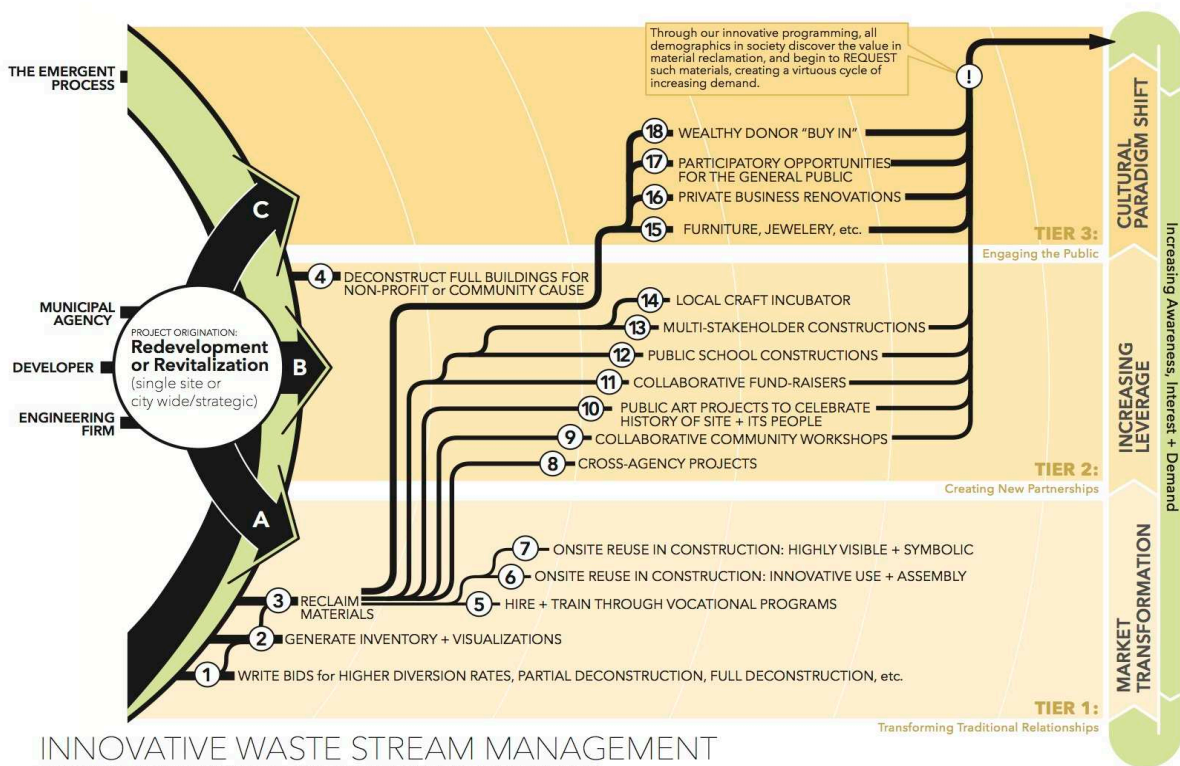 Through our innovative programming, all
demographics in society discover the value in
material reclamation, and begin to REQUEST
such materials, creating a virtuous cycle of
increasing demand.
!
THE EMERGENT
PROCESS
C
18 WEALTHY DONOR “BUY IN”
17 PARTICIPATORY OPPORTUNITIES
FOR THE GENERAL PUBLIC
16 PRIVATE BUSINESS RENOVATIONS
15 FURNITURE, JEWELERY, etc.
TIER 3:
Engaging the Public
CULTURAL
PARADIGM SHIFT
4 DECONSTRUCT FULL BUILDINGS FOR
NON-PROFIT or COMMUNITY CAUSE
MUNICIPAL
AGENCY
DEVELOPER
ENGINEERING
FIRM
PROJECT ORIGINATION:
Redevelopment
or Revitalization
(single site or
city wide/strategic)
B
14 LOCAL CRAFT INCUBATOR
13 MULTI-STAKEHOLDER CONSTRUCTIONS
12 PUBLIC SCHOOL CONSTRUCTIONS
11 COLLABORATIVE FUND-RAISERS
10 PUBLIC ART PROJECTS TO CELEBRATE
HISTORY OF SITE + ITS PEOPLE
9 COLLABORATIVE COMMUNITY WORKSHOPS
8 CROSS-AGENCY PROJECTS
TIER 2:
Creating New Partnerships
INCREASING
LEVERAGE
Increasing Awareness, Interest + Demand
A
7 ONSITE REUSE IN CONSTRUCTION: HIGHLY VISIBLE + SYMBOLIC
6 ONSITE REUSE IN CONSTRUCTION: INNOVATIVE USE + ASSEMBLY
5 HIRE + TRAIN THROUGH VOCATIONAL PROGRAMS
3 RECLAIM
MATERIALS
2 GENERATE INVENTORY + VISUALIZATIONS
1 WRITE BIDS for HIGHER DIVERSION RATES, PARTIAL DECONSTRUCTION, FULL DECONSTRUCTION, etc.
TIER 1:
Transforming Traditional Relationships
MARKET
TRANSFORMATION
INNOVATIVE WASTE STREAM MANAGEMENT